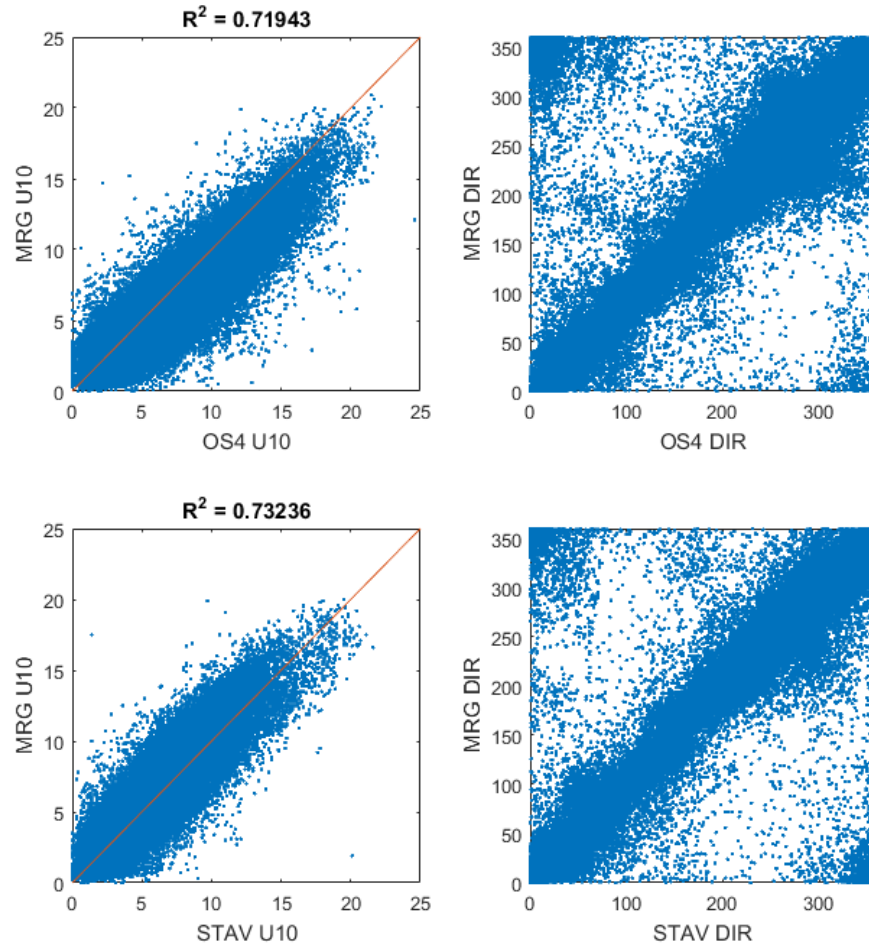 R² = 0.71943
25
20
15
10
5
0
MRG U10
0 5 10 15 20 25
OS4 U10
350
300
250
200
150
100
50
0
MRG DIR
0 100 200 300
OS4 DIR
R² = 0.73236
25
20
15
10
5
0
MRG U10
0 5 10 15 20 25
STAV U10
350
300
250
200
150
100
50
0
MRG DIR
0 100 200 300
STAV DIR